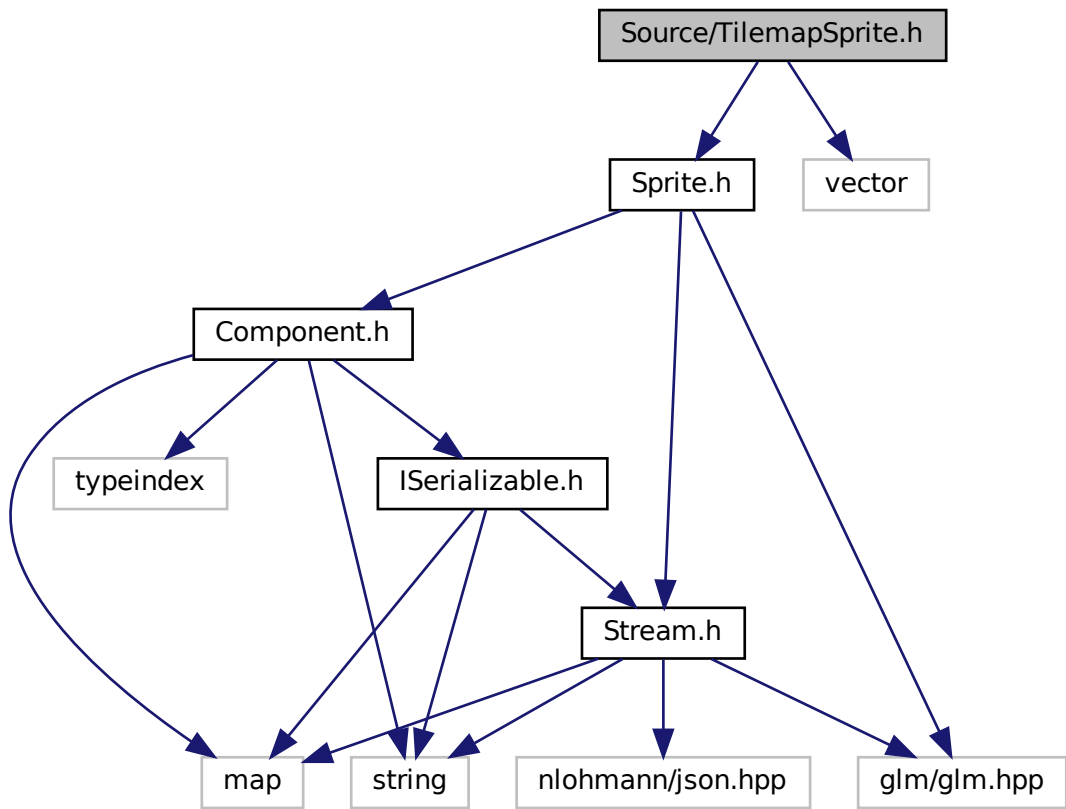 Source/TilemapSprite.h
Sprite.h
vector
Component.h
typeindex
ISerializable.h
Stream.h
map
string
nlohmann/json.hpp
glm/glm.hpp